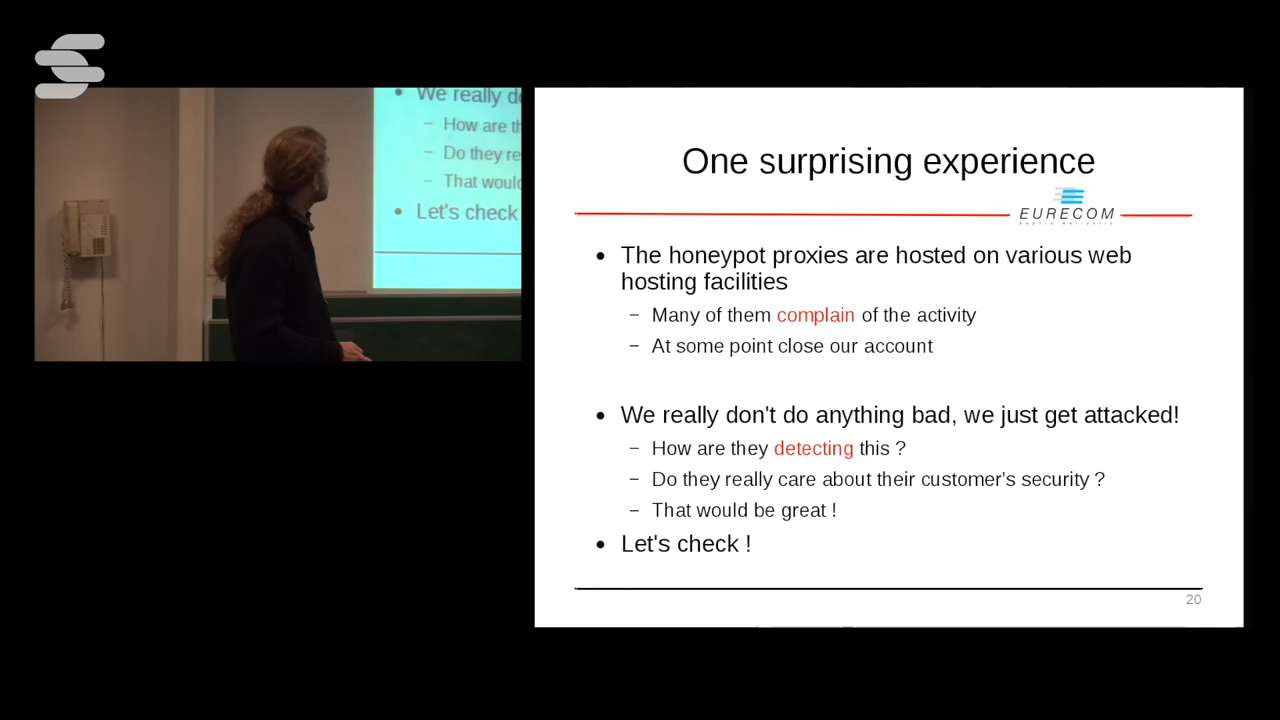 We really d
How are th
Do they re
That would
Let's check
One surprising experience
EURECOM
The honeypot proxies are hosted on various web
hosting facilities
– Many of them complain of the activity
– At some point close our account
We really don't do anything bad, we just get attacked!
– How are they detecting this ?
– Do they really care about their customer's security ?
– That would be great !
Let's check !
20